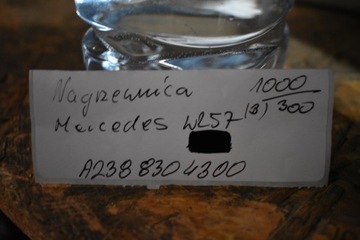 Nagrzewnica 1000
Mercedes W257 (B) 300
A238 830 4300